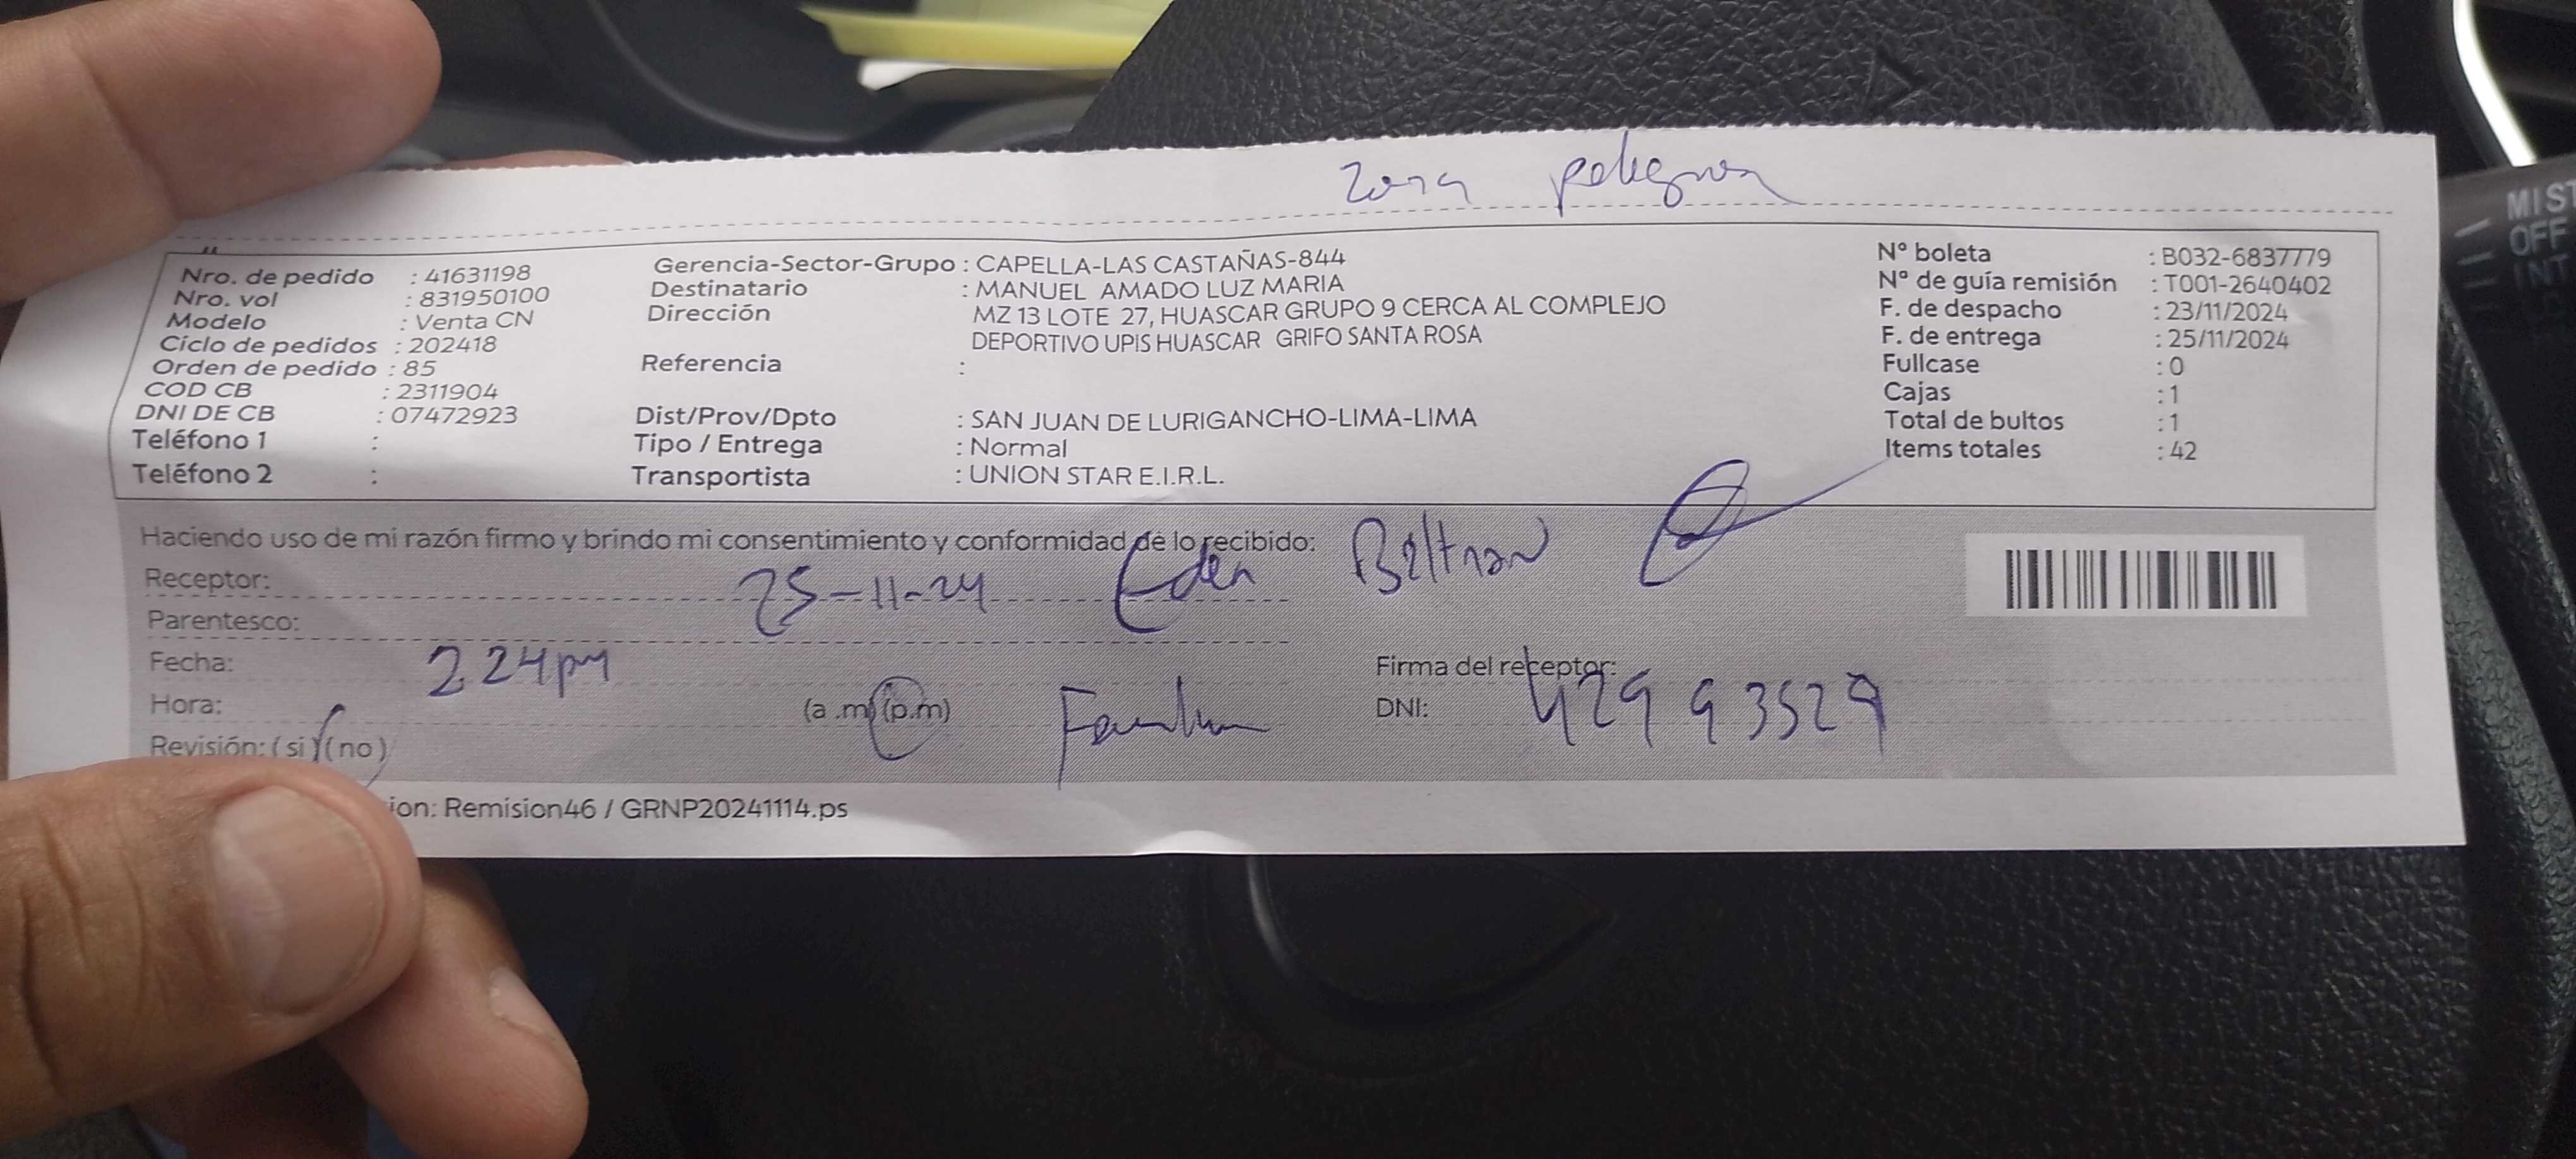 Zona peligrosa
Nro. de pedido : 41631198
Nro. vol : 831950100
Modelo : Venta CN
Ciclo de pedidos : 202418
Orden de pedido : 85
COD CB : 2311904
DNI DE CB : 07472923
Teléfono 1 :
Teléfono 2 :
Gerencia-Sector-Grupo : CAPELLA-LAS CASTAÑAS-844
Destinatario : MANUEL AMADO LUZ MARIA
Dirección MZ 13 LOTE 27, HUASCAR GRUPO 9 CERCA AL COMPLEJO
DEPORTIVO UPIS HUASCAR GRIFO SANTA ROSA
Referencia :
Dist/Prov/Dpto : SAN JUAN DE LURIGANCHO-LIMA-LIMA
Tipo / Entrega : Normal
Transportista : UNION STAR E.I.R.L.
Nº boleta : B032-6837779
Nº de guía remisión : T001-2640402
F. de despacho : 23/11/2024
F. de entrega : 25/11/2024
Fullcase : 0
Cajas : 1
Total de bultos : 1
Items totales : 42
Haciendo uso de mi razón firmo y brindo mi consentimiento y conformidad de lo recibido:
Receptor: 25-11-24 Eden Beltran
Parentesco:
Fecha: 2 24pm
Firma del receptor:
Hora: (a .m) (p.m)
DNI: 42993529
Revisión: (si) (no)
ion: Remision46 / GRNP20241114.ps
MIST
OFF
INT